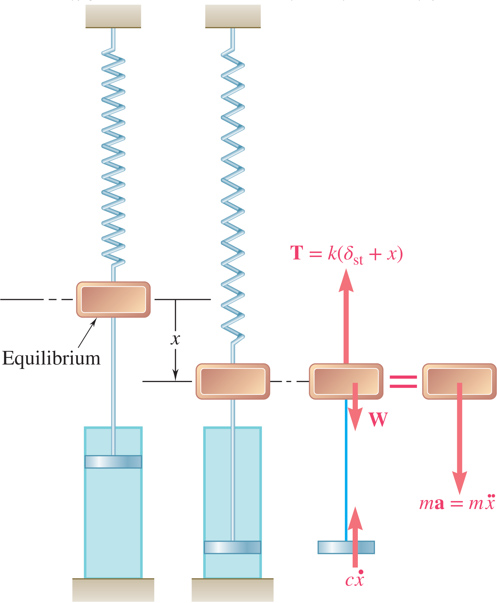 T = k(δst + x)
x
Equilibrium
W
ma = mẍ
cẋ